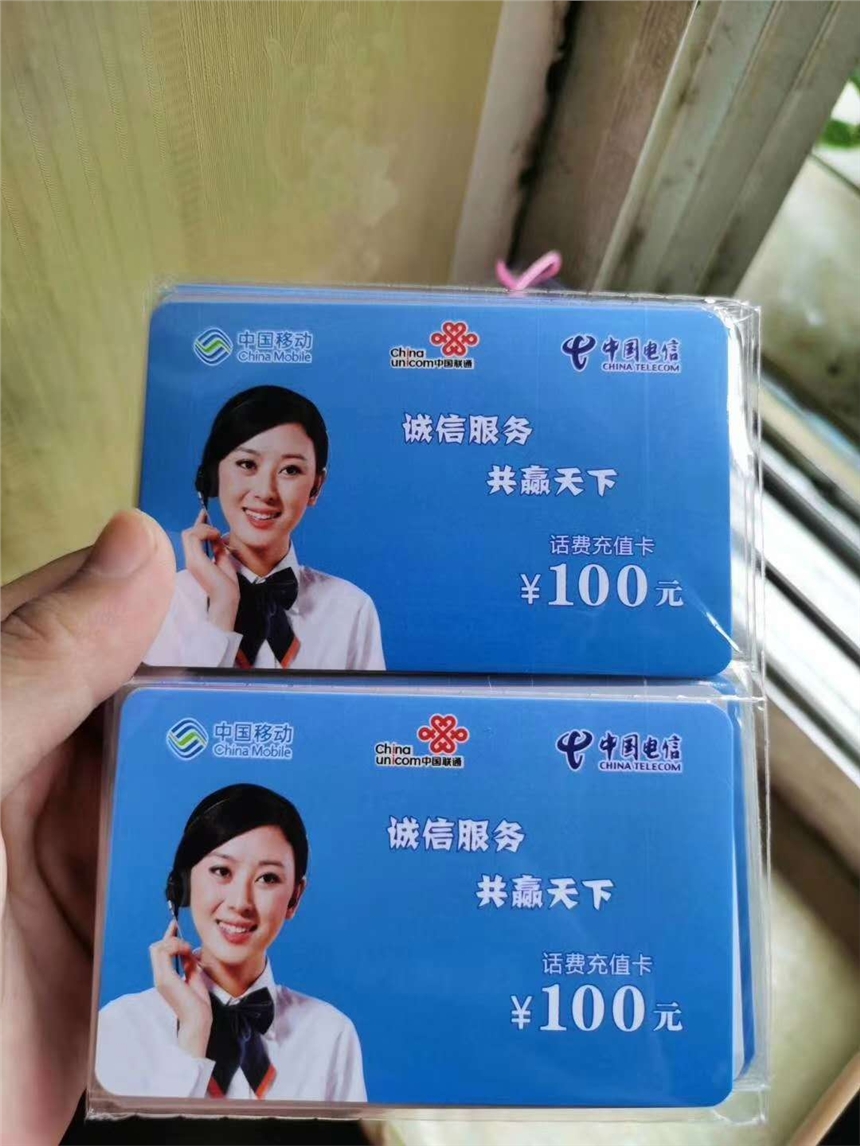 中国移动
China Mobile
China
unicom中国联通
中国电信
CHINA TELECOM
诚信服务
共赢天下
话费充值卡
¥100元
中国移动
China Mobile
China
unicom中国联通
中国电信
CHINA TELECOM
诚信服务
共赢天下
话费充值卡
¥100元